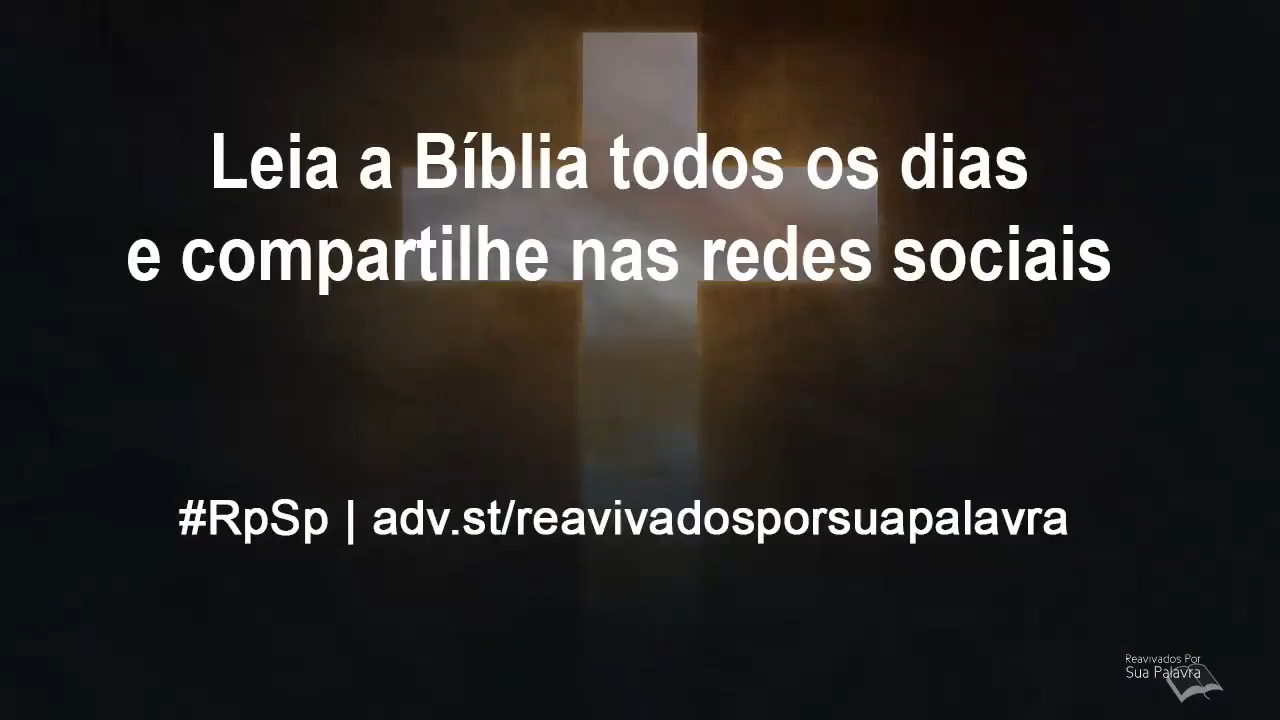 Leia a Bíblia todos os dias
e compartilhe nas redes sociais
#RpSp | adv.st/reavivadosporsuapalavra
Reavivados Por
Sua Palavra